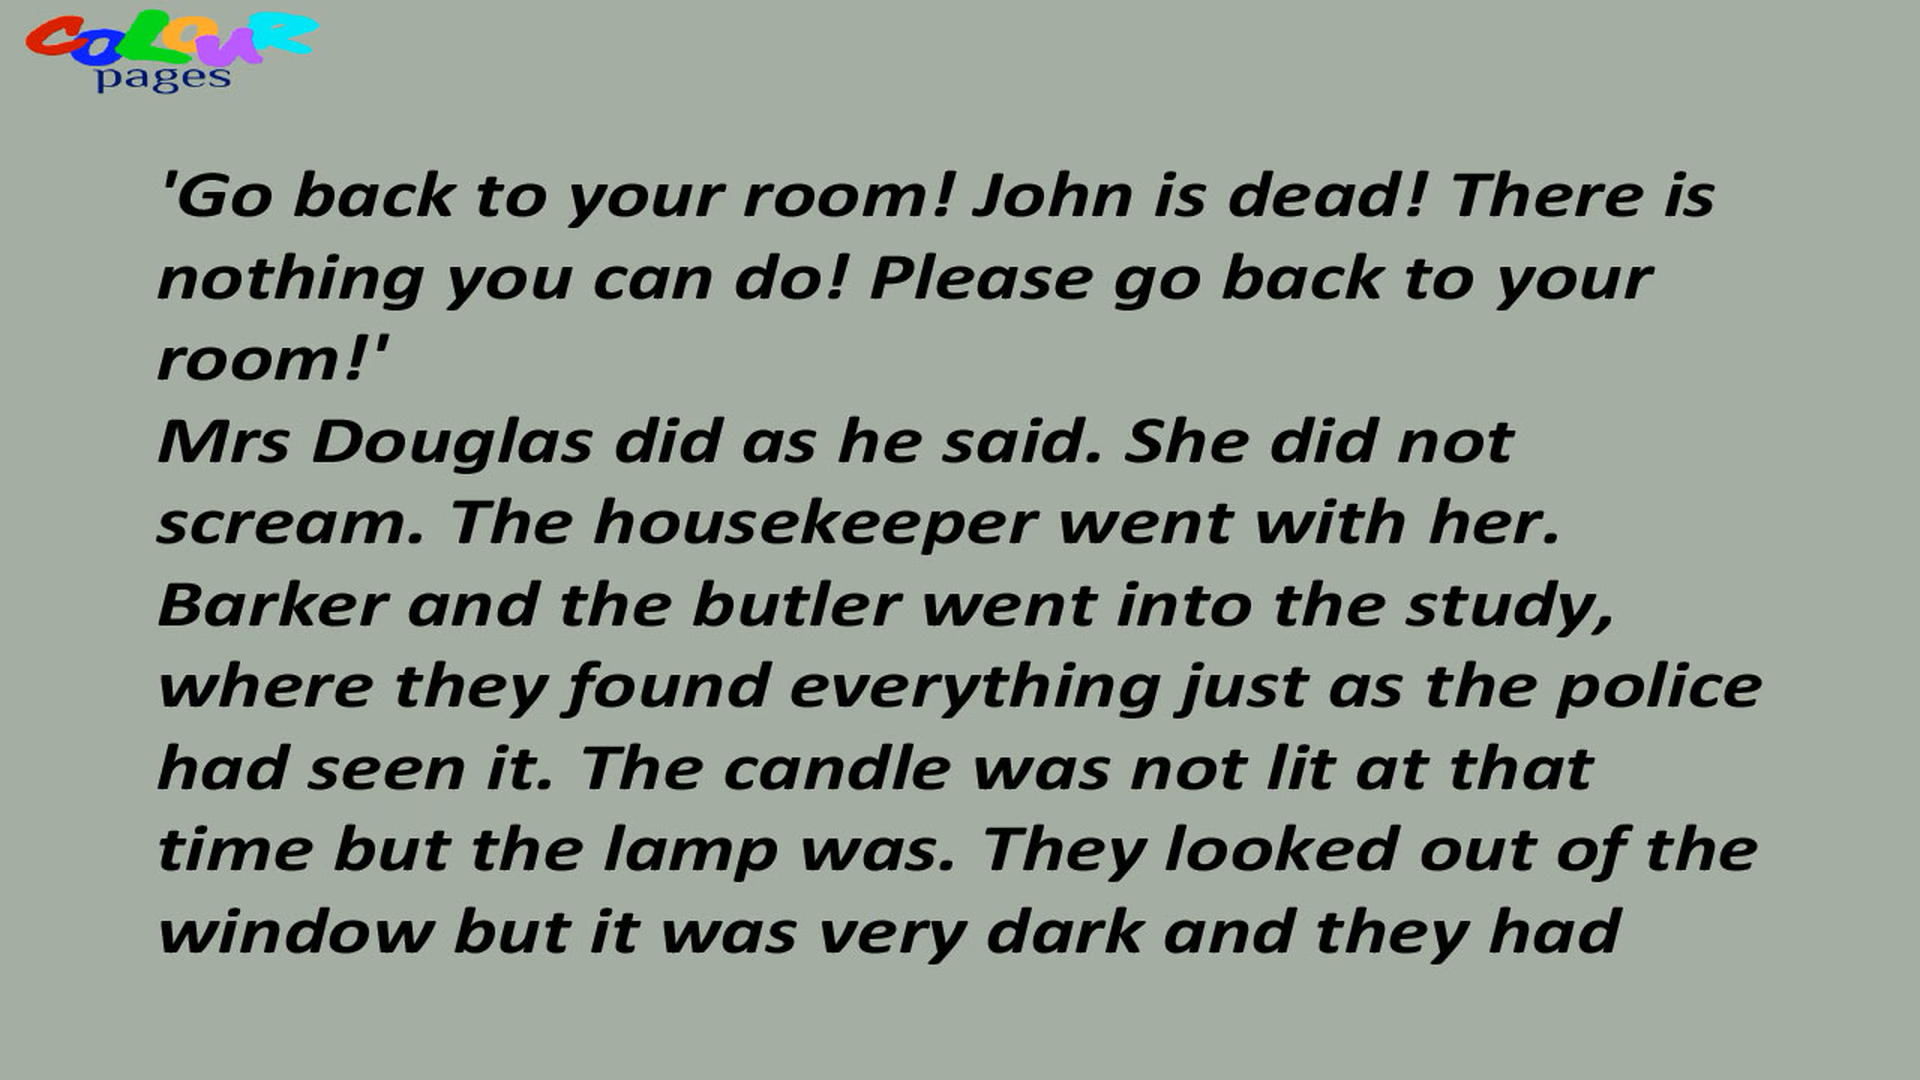 COLOUR
pages
'Go back to your room! John is dead! There is
nothing you can do! Please go back to your
room!'
Mrs Douglas did as he said. She did not
scream. The housekeeper went with her.
Barker and the butler went into the study,
where they found everything just as the police
had seen it. The candle was not lit at that
time but the lamp was. They looked out of the
window but it was very dark and they had